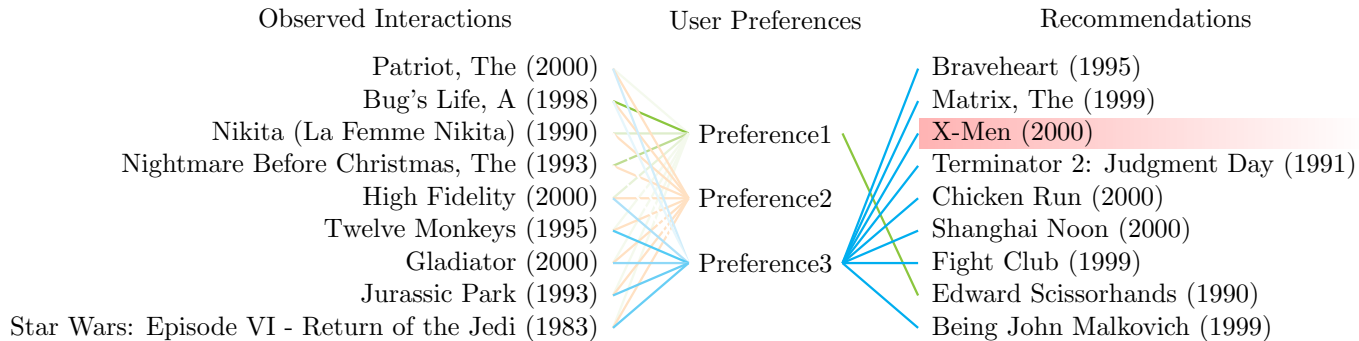 Observed Interactions
User Preferences
Recommendations
Patriot, The (2000)
Bug's Life, A (1998)
Nikita (La Femme Nikita) (1990)
Nightmare Before Christmas, The (1993)
High Fidelity (2000)
Twelve Monkeys (1995)
Gladiator (2000)
Jurassic Park (1993)
Star Wars: Episode VI - Return of the Jedi (1983)
Preference1
Preference2
Preference3
Braveheart (1995)
Matrix, The (1999)
X-Men (2000)
Terminator 2: Judgment Day (1991)
Chicken Run (2000)
Shanghai Noon (2000)
Fight Club (1999)
Edward Scissorhands (1990)
Being John Malkovich (1999)